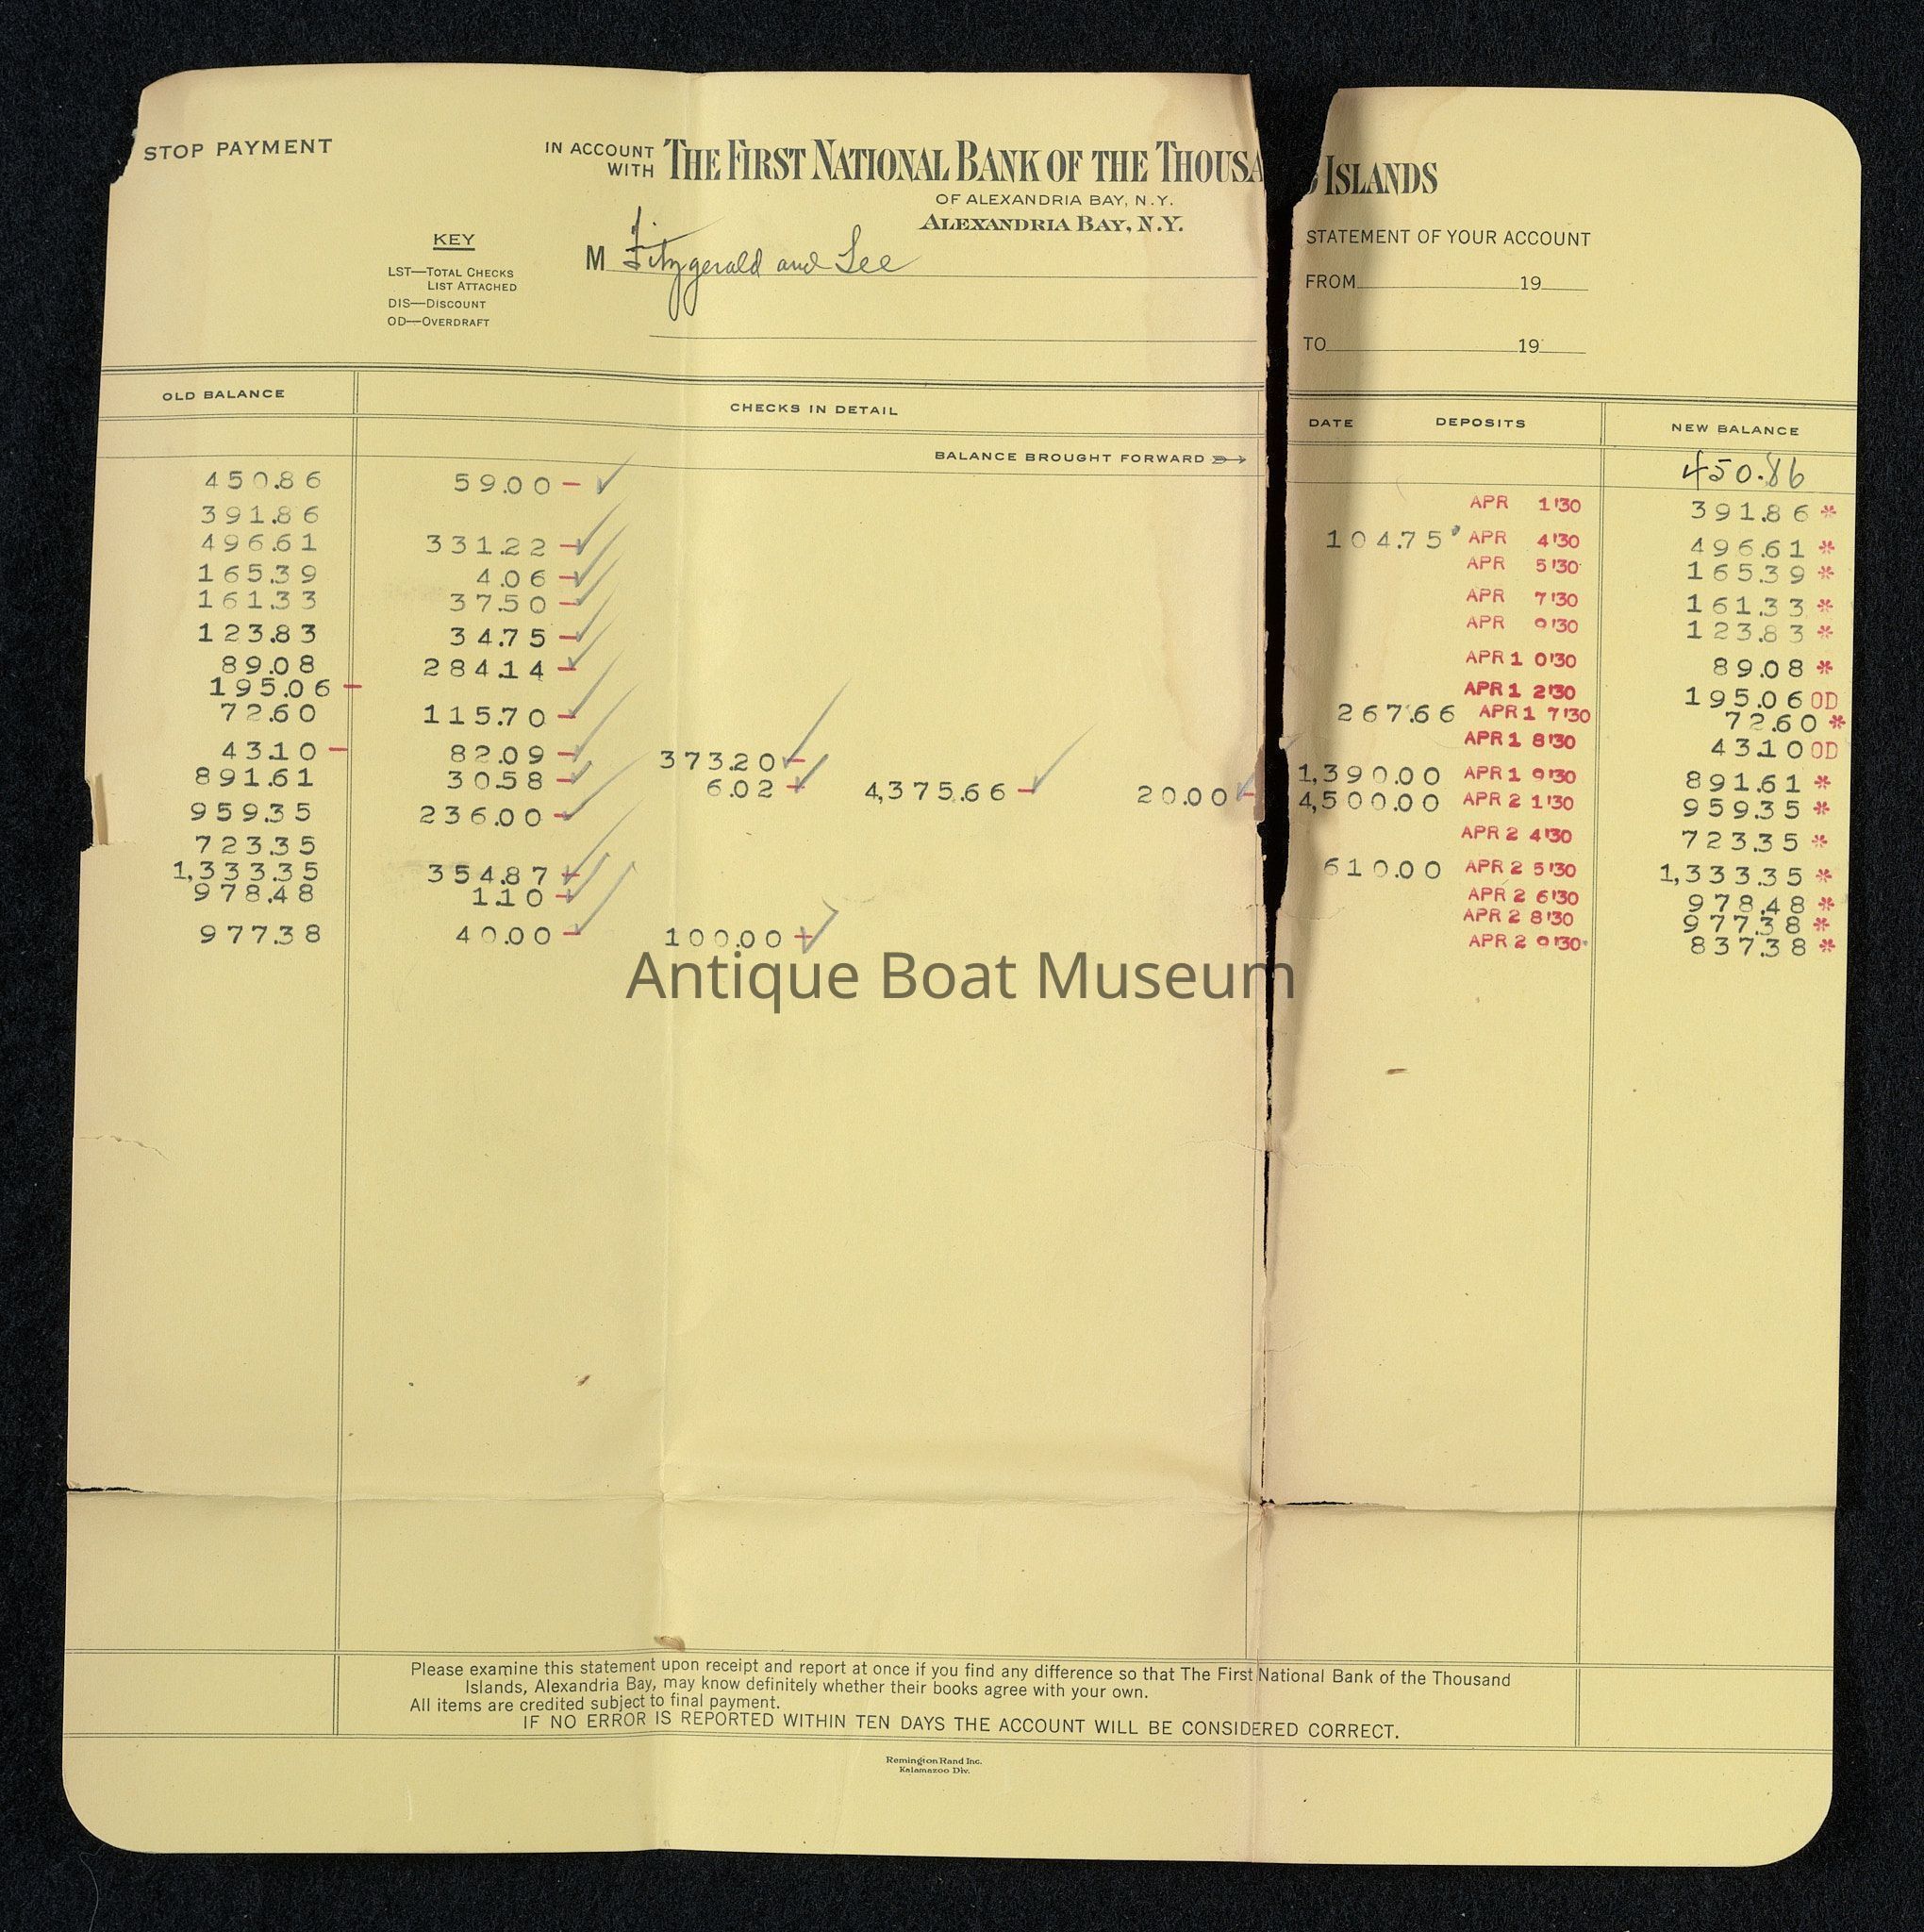 STOP PAYMENT
IN ACCOUNT WITH THE FIRST NATIONAL BANK OF THE THOUSA ISLANDS
OF ALEXANDRIA BAY, N.Y.
ALEXANDRIA BAY, N.Y.
M Fitzgerald and Lee
KEY
LST—TOTAL CHECKS
LIST ATTACHED
DIS—DISCOUNT
OD—OVERDRAFT
STATEMENT OF YOUR ACCOUNT
FROM 19
TO 19
OLD BALANCE CHECKS IN DETAIL DATE DEPOSITS NEW BALANCE
BALANCE BROUGHT FORWARD 450.86
450.86 59.00 – APR 1'30 391.86 *
391.86 104.75 APR 4'30 496.61 *
496.61 331.22 – APR 5'30 165.39 *
165.39 4.06 – APR 7'30 161.33 *
161.33 37.50 – APR 9'30 123.83 *
123.83 34.75 – APR 10'30 89.08 *
89.08 284.14 – APR 12'30 195.06 OD
195.06 – 267.66 APR 17'30 72.60 *
72.60 115.70 – APR 18'30 43.10 OD
43.10 – 82.09 – 373.20 – 1,390.00 APR 19'30 891.61 *
891.61 30.58 – 6.02 – 4,375.66 – 20.00 – 4,500.00 APR 21'30 959.35 *
959.35 236.00 – APR 24'30 723.35 *
723.35 610.00 APR 25'30 1,333.35 *
1,333.35 354.87 – APR 26'30 978.48 *
978.48 1.10 – APR 28'30 977.38 *
977.38 40.00 – 100.00 – APR 29'30 837.38 *
Antique Boat Museum
Please examine this statement upon receipt and report at once if you find any difference so that The First National Bank of the Thousand
Islands, Alexandria Bay, may know definitely whether their books agree with your own.
All items are credited subject to final payment.
IF NO ERROR IS REPORTED WITHIN TEN DAYS THE ACCOUNT WILL BE CONSIDERED CORRECT.
Remington Rand Inc.
Kalamazoo Div.